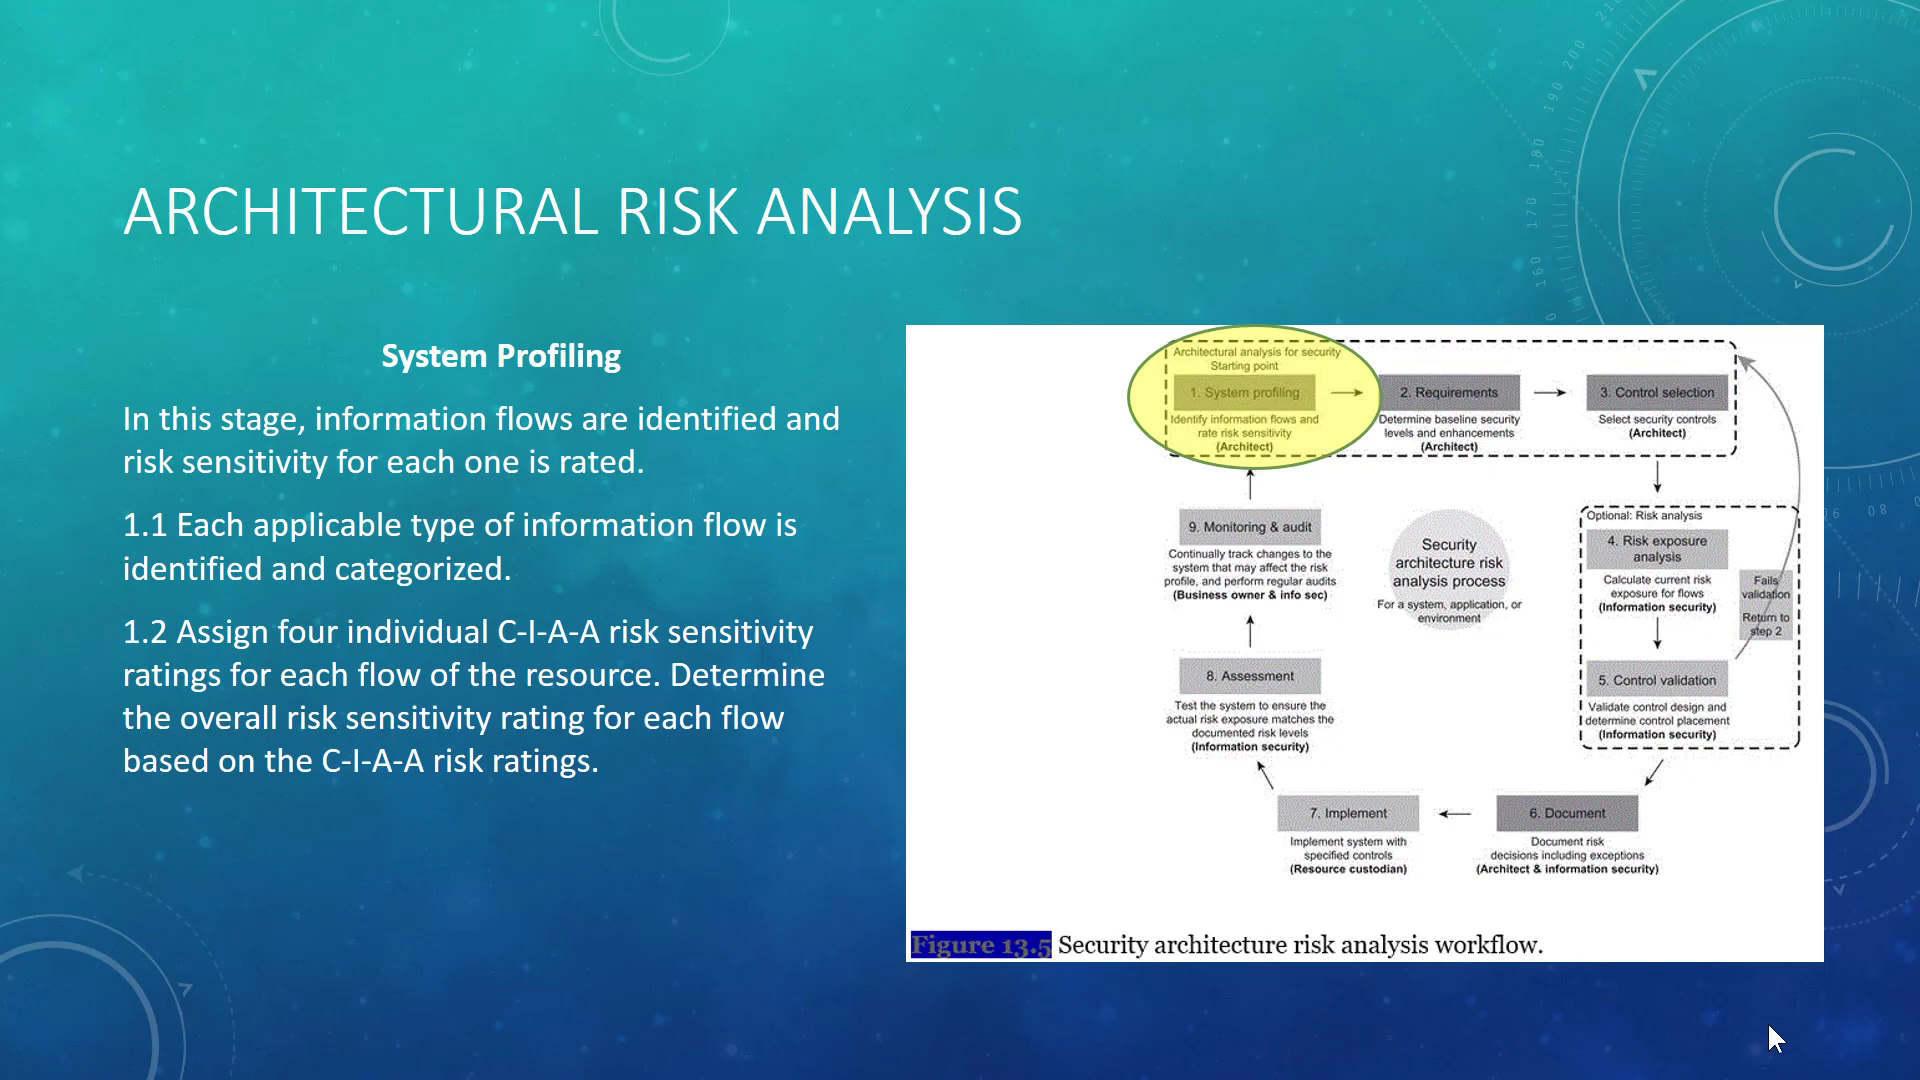 ARCHITECTURAL RISK ANALYSIS
System Profiling
In this stage, information flows are identified and
risk sensitivity for each one is rated.
1.1 Each applicable type of information flow is
identified and categorized.
1.2 Assign four individual C-I-A-A risk sensitivity
ratings for each flow of the resource. Determine
the overall risk sensitivity rating for each flow
based on the C-I-A-A risk ratings.
Architectural analysis for security
Starting point
1. System profiling
Identify information flows and
rate risk sensitivity
(Architect)
2. Requirements
Determine baseline security
levels and enhancements
(Architect)
3. Control selection
Select security controls
(Architect)
Optional: Risk analysis
4. Risk exposure
analysis
Calculate current risk
exposure for flows
(Information security)
Fails
validation
Return to
step 2
5. Control validation
Validate control design and
determine control placement
(Information security)
6. Document
Document risk
decisions including exceptions
(Architect & information security)
7. Implement
Implement system with
specified controls
(Resource custodian)
8. Assessment
Test the system to ensure the
actual risk exposure matches the
documented risk levels
(Information security)
9. Monitoring & audit
Continually track changes to the
system that may affect the risk
profile, and perform regular audits
(Business owner & info sec)
Security
architecture risk
analysis process
For a system, application, or
environment
Figure 13.5 Security architecture risk analysis workflow.
160
170
180
190
200